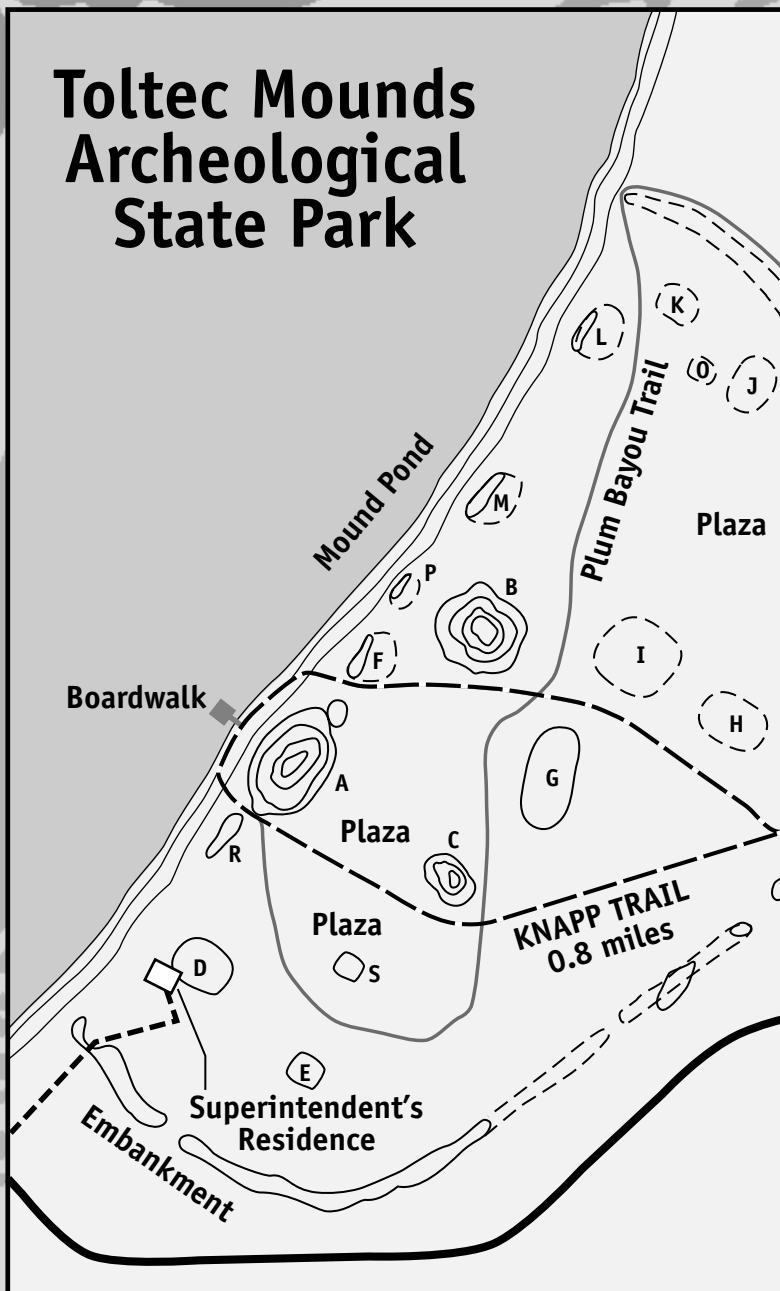 Toltec Mounds
Archeological
State Park
K
L
O
J
Plum Bayou Trail
Mound Pond
M
Plaza
P
B
F
I
Boardwalk
H
A
G
Plaza
C
R
KNAPP TRAIL
0.8 miles
Plaza
D
S
E
Superintendent's
Residence
Embankment